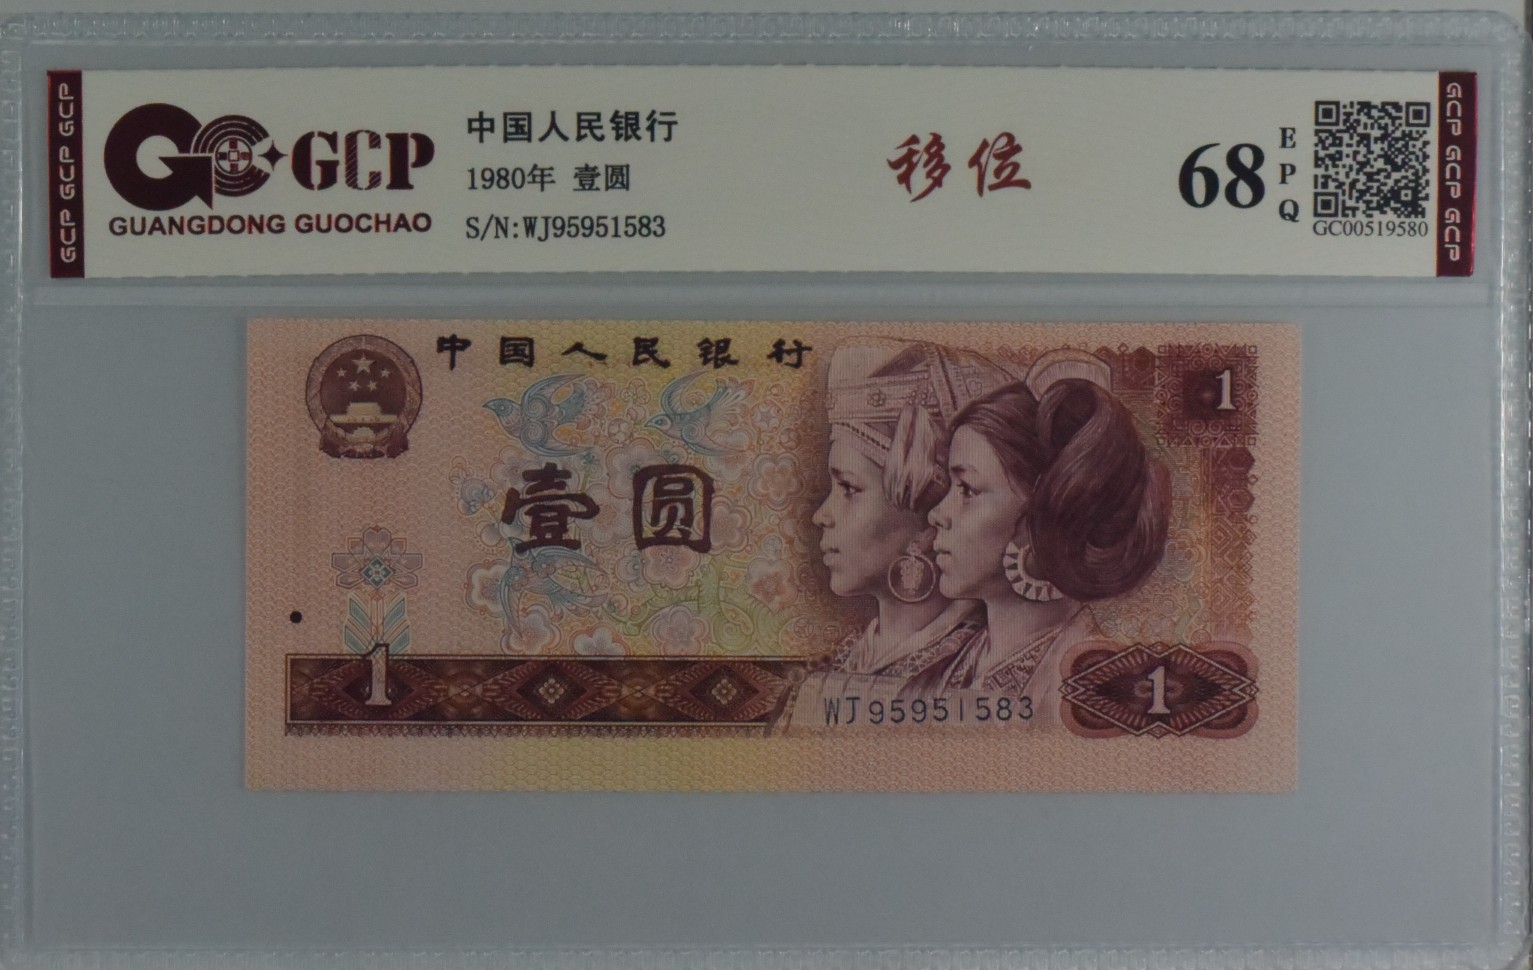 GCP GCP GCP
GCP
GUANGDONG GUOCHAO
中国人民银行
1980年 壹圆
S/N:WJ95951583
移位
68
EPQ
GC00519580
GCP GCP GCP
中国人民银行
1
壹圆
1
WJ95951583
1